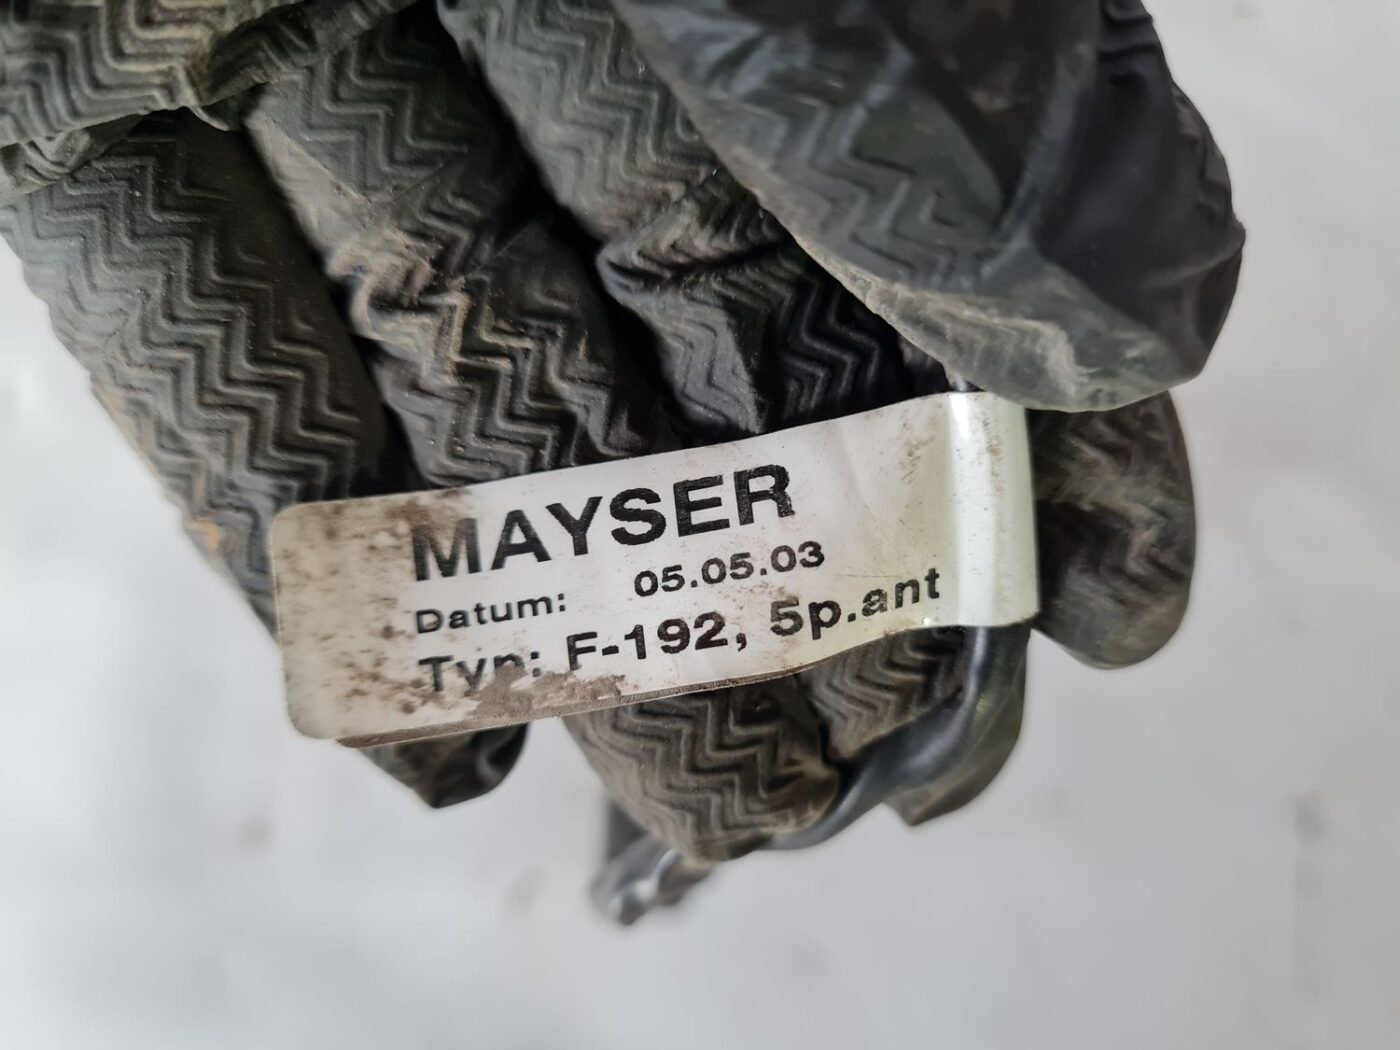 MAYSER
Datum: 05.05.03
Typ: F-192, 5p.ant